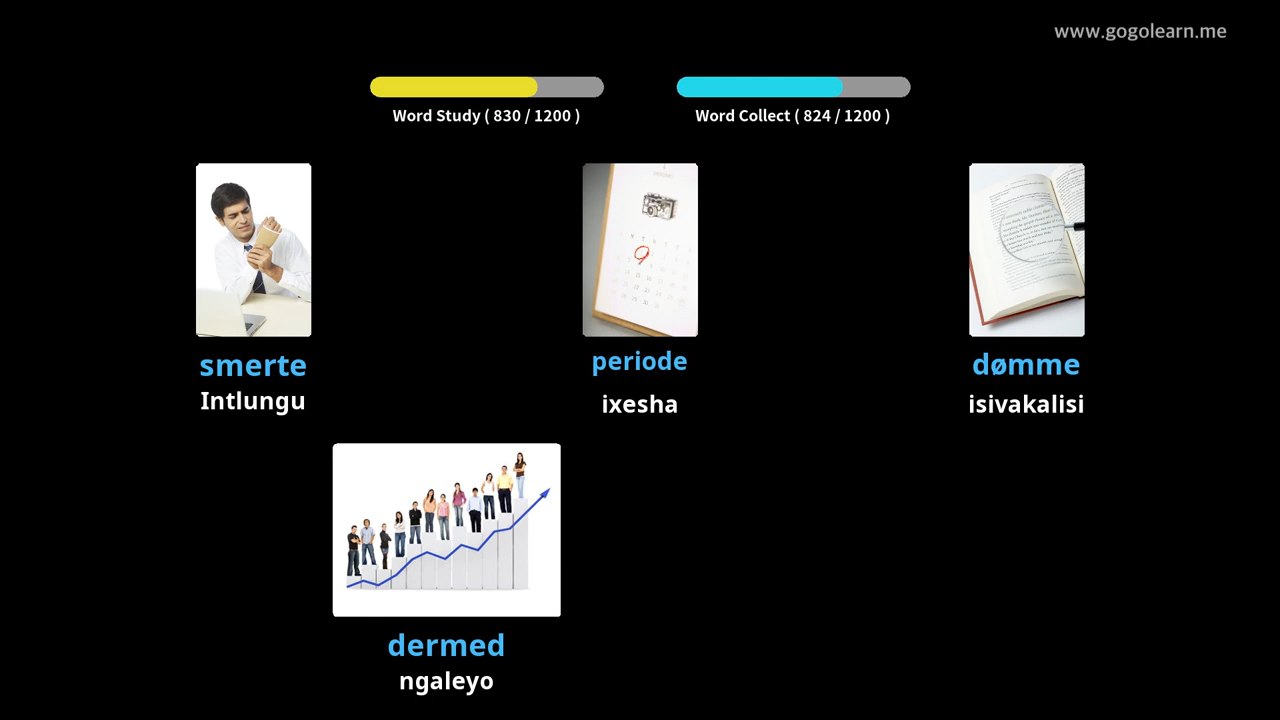 www.gogolearn.me
Word Study ( 830 / 1200 )
Word Collect ( 824 / 1200 )
9
smerte
Intlungu
periode
ixesha
dømme
isivakalisi
dermed
ngaleyo